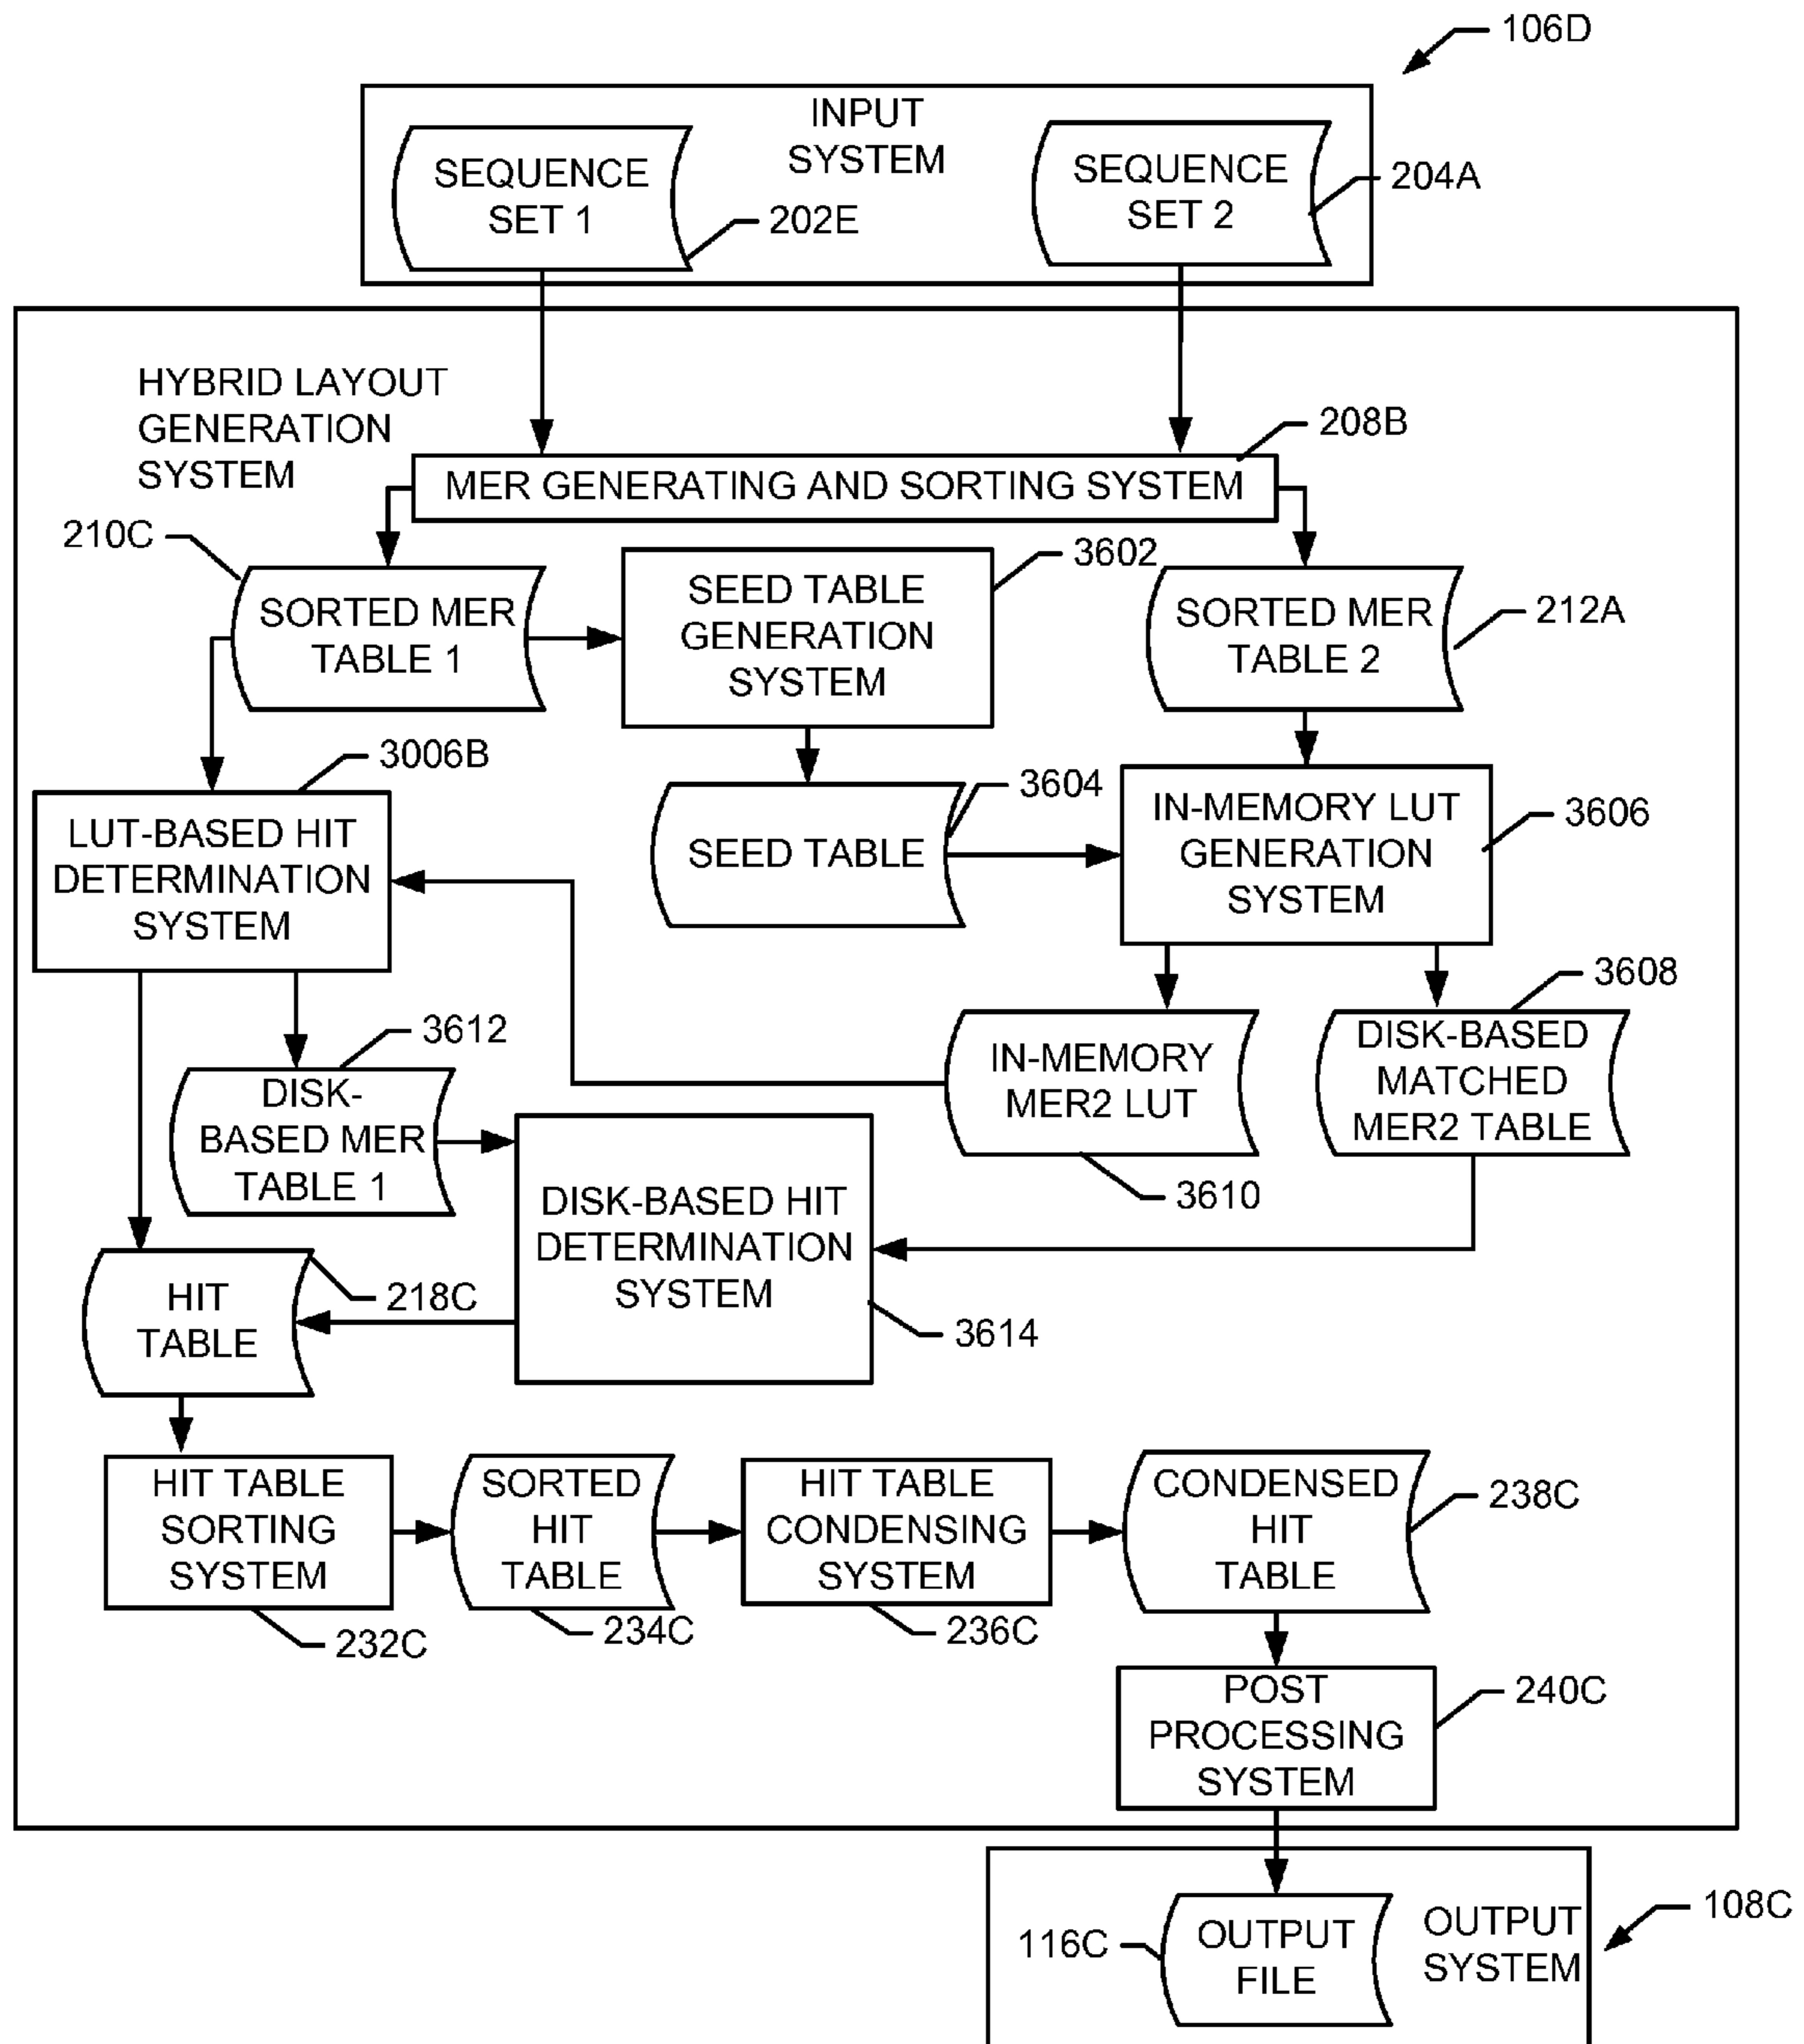 106D
INPUT
SYSTEM
SEQUENCE
SET 1
202E
SEQUENCE
SET 2
204A
HYBRID LAYOUT
GENERATION
SYSTEM
208B
MER GENERATING AND SORTING SYSTEM
210C
SORTED MER
TABLE 1
3602
SEED TABLE
GENERATION
SYSTEM
SORTED MER
TABLE 2
212A
3006B
LUT-BASED HIT
DETERMINATION
SYSTEM
3604
SEED TABLE
IN-MEMORY LUT
GENERATION
SYSTEM
3606
3608
3612
DISK-
BASED MER
TABLE 1
IN-MEMORY
MER2 LUT
3610
DISK-BASED
MATCHED
MER2 TABLE
DISK-BASED HIT
DETERMINATION
SYSTEM
3614
HIT
TABLE
218C
HIT TABLE
SORTING
SYSTEM
232C
SORTED
HIT
TABLE
234C
HIT TABLE
CONDENSING
SYSTEM
236C
CONDENSED
HIT
TABLE
238C
POST
PROCESSING
SYSTEM
240C
116C
OUTPUT
FILE
OUTPUT
SYSTEM
108C